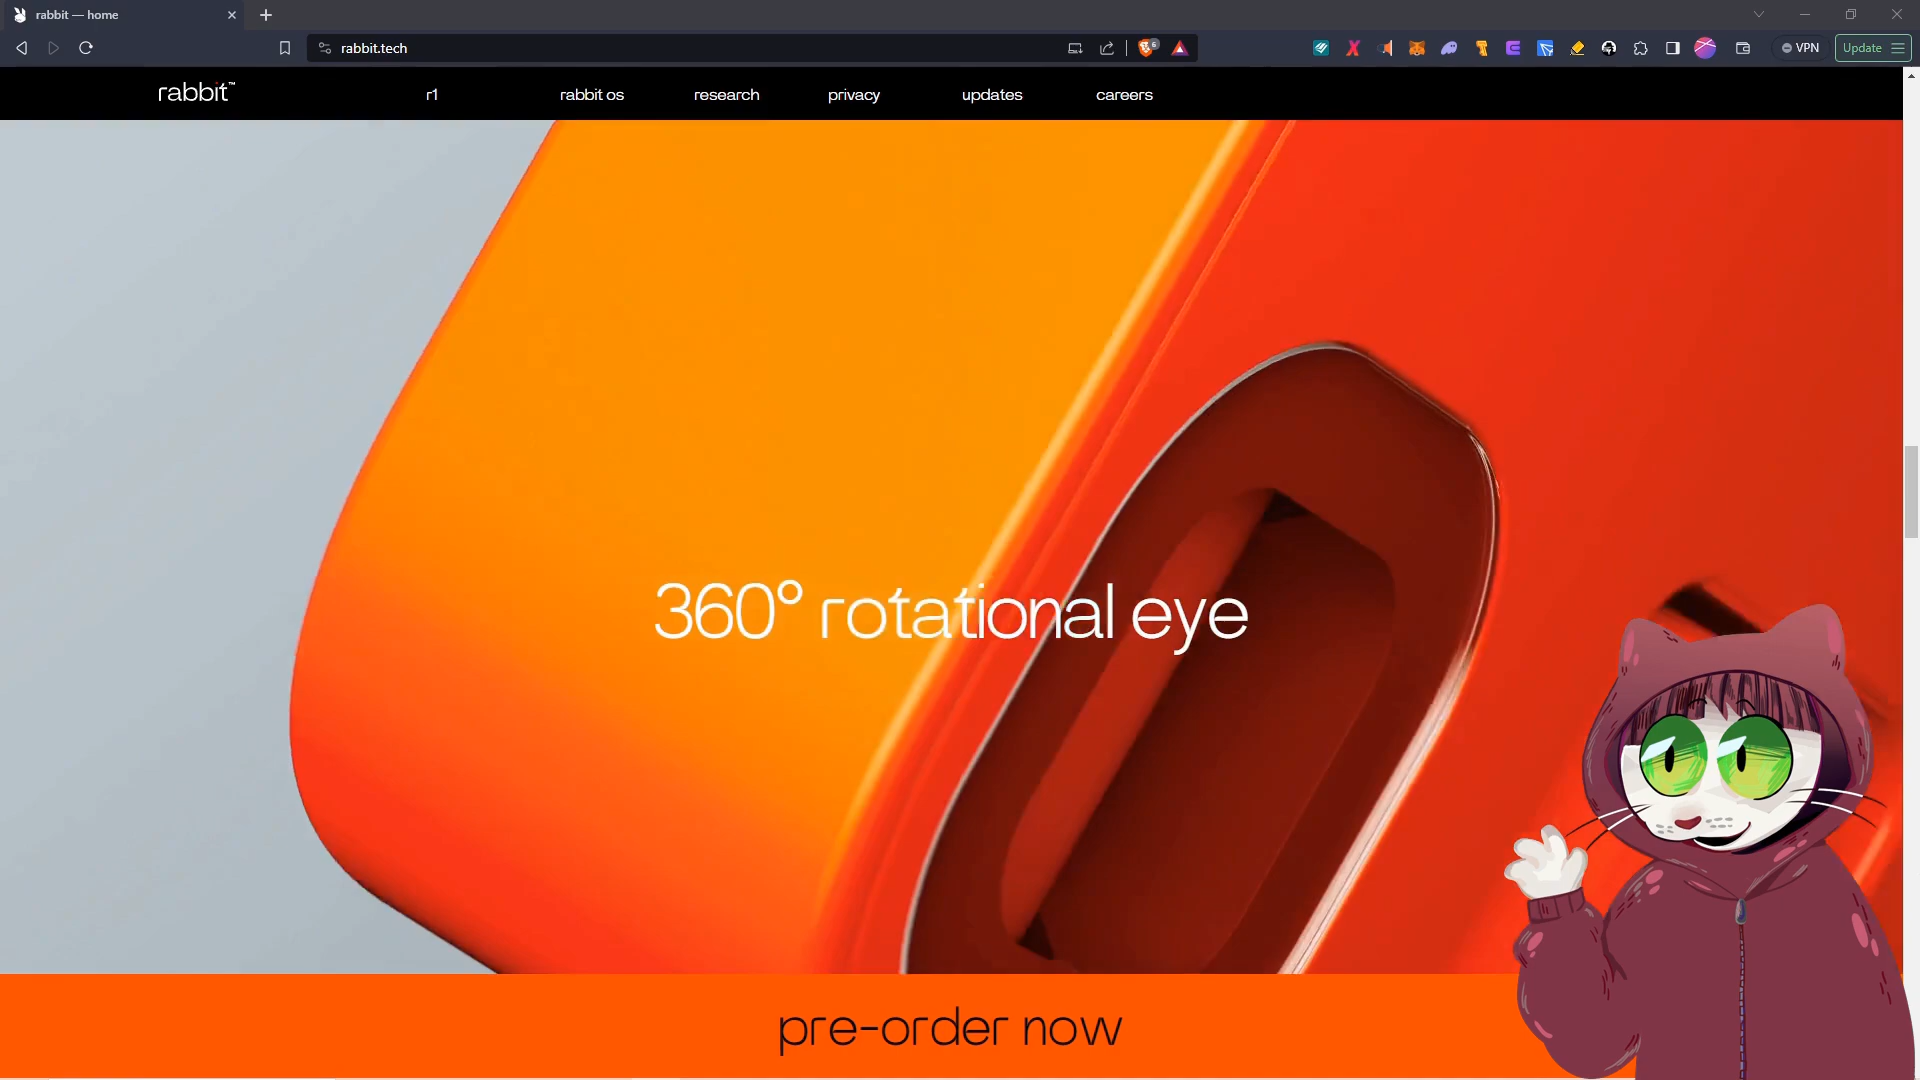 rabbit — home
rabbit.tech
6
VPN
Update
rabbit™
r1
rabbit os
research
privacy
updates
careers
360° rotational eye
pre-order now